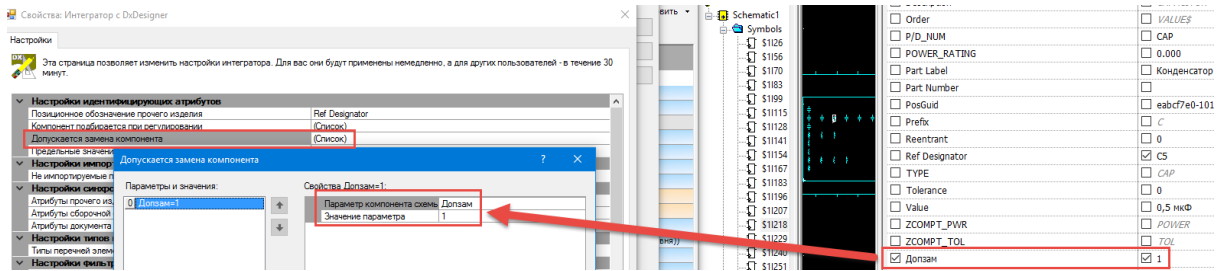 Свойства: Интегратор с DxDesigner
Настройки
Эта страница позволяет изменить настройки интегратора. Для вас они будут применены немедленно, а для других пользователей - в течение 30
минут.
Настройки идентифицирующих атрибутов
Позиционное обозначение прочего изделия Ref Designator
Компонент подбирается при регулировании (Список)
Допускается замена компонента (Список)
Предельные значени
Настройки импор
Не импортируемые п
Настройки синхро
Атрибуты прочего из
Атрибуты сборочной
Атрибуты документа
Настройки типов
Типы перечней элем
Настройки фильтр
Допускается замена компонента ? ×
Параметры и значения:
0 Допзам=1
Свойства Допзам=1:
Параметр компонента схемь Допзам
Значение параметра 1
вить
вня))
Schematic1
Symbols
$1I26
$1I56
$1I70
$1I83
$1I99
$1I115
$1I128
$1I141
$1I154
$1I167
$1I183
$1I196
$1I207
$1I218
$1I229
$1I240
$1I251
Order VALUE$
P/D_NUM CAP
POWER_RATING 0.000
Part Label Конденсатор
Part Number
PosGuid eabcf7e0-101
Prefix C
Reentrant 0
Ref Designator C5
TYPE CAP
Tolerance 0
Value 0,5 мкФ
ZCOMPT_PWR POWER
ZCOMPT_TOL TOL
Допзам 1